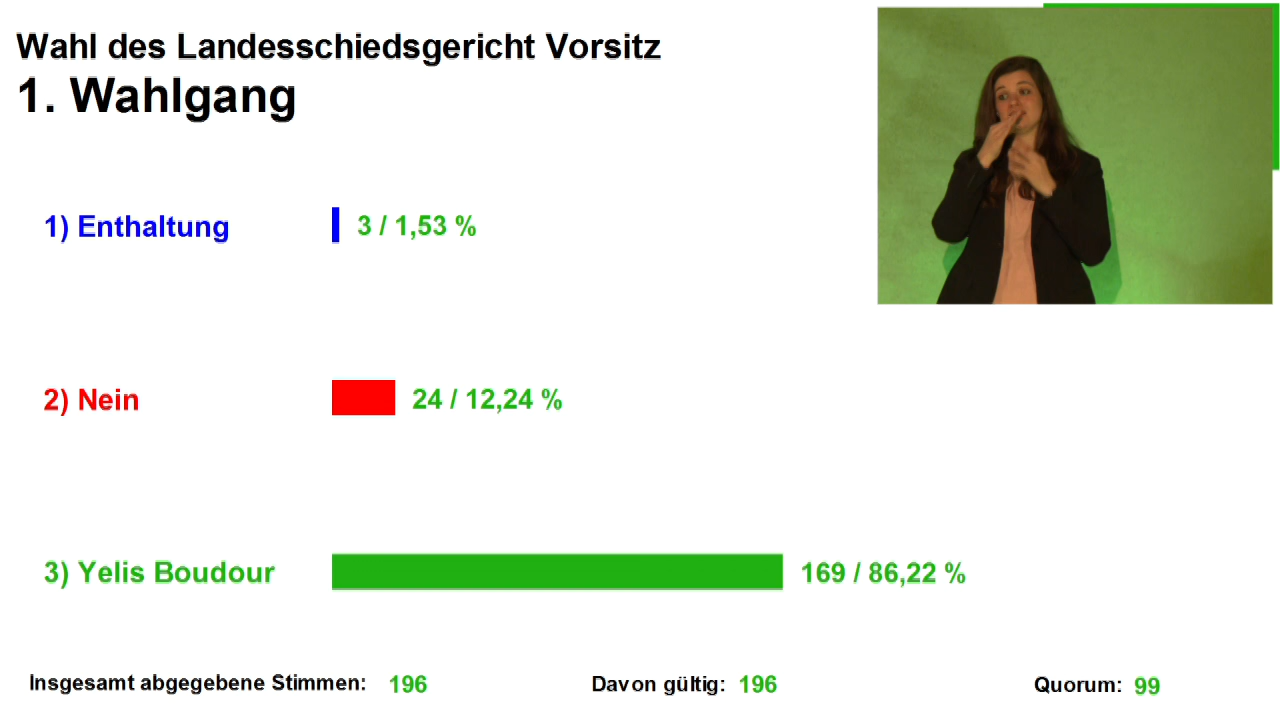 Wahl des Landesschiedsgericht Vorsitz
1. Wahlgang
1) Enthaltung 3 / 1,53 %
2) Nein 24 / 12,24 %
3) Yelis Boudour 169 / 86,22 %
Insgesamt abgegebene Stimmen: 196 Davon gültig: 196 Quorum: 99